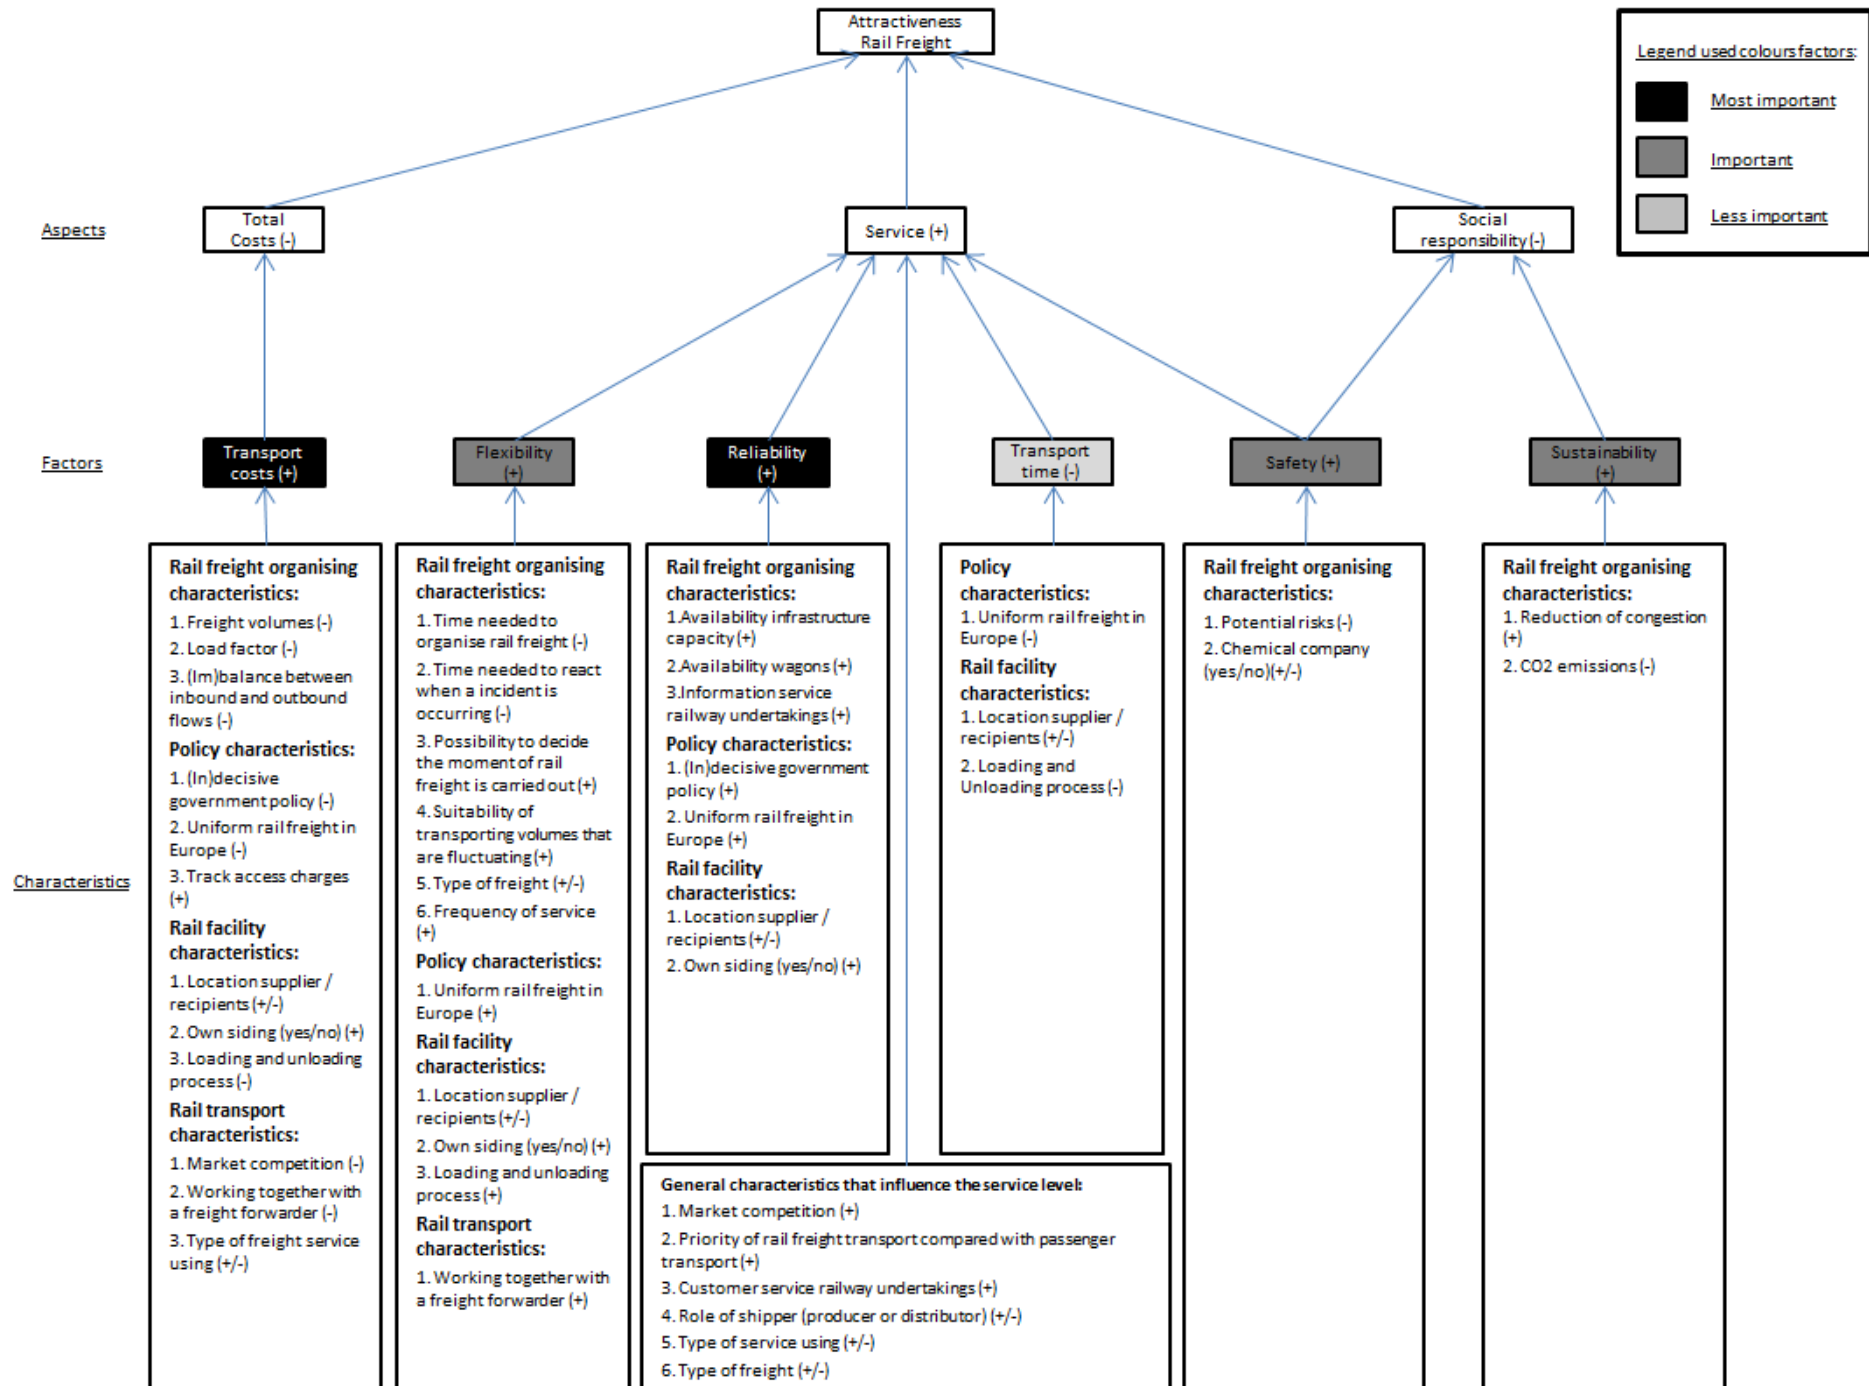 Attractiveness
Rail Freight
Legend used colours factors:
Most important
Important
Less important
Aspects
Total
Costs (-)
Service (+)
Social
responsibility (-)
Factors
Transport
costs (+)
Flexibility
(+)
Reliability
(+)
Transport
time (-)
Safety (+)
Sustainability
(+)
Characteristics
Rail freight organising
characteristics:
1. Freight volumes (-)
2. Load factor (-)
3. (Im)balance between
inbound and outbound
flows (-)
Policy characteristics:
1. (In)decisive
government policy (-)
2. Uniform rail freight in
Europe (-)
3. Track access charges
(+)
Rail facility
characteristics:
1. Location supplier /
recipients (+/-)
2. Own siding (yes/no) (+)
3. Loading and unloading
process (-)
Rail transport
characteristics:
1. Market competition (-)
2. Working together with
a freight forwarder (-)
3. Type of freight service
using (+/-)
Rail freight organising
characteristics:
1. Time needed to
organise rail freight (-)
2. Time needed to react
when a incident is
occurring (-)
3. Possibility to decide
the moment of rail
freight is carried out (+)
4. Suitability of
transporting volumes that
are fluctuating (+)
5. Type of freight (+/-)
6. Frequency of service
(+)
Policy characteristics:
1. Uniform rail freight in
Europe (+)
Rail facility
characteristics:
1. Location supplier /
recipients (+/-)
2. Own siding (yes/no) (+)
3. Loading and unloading
process (+)
Rail transport
characteristics:
1. Working together with
a freight forwarder (+)
Rail freight organising
characteristics:
1.Availability infrastructure
capacity (+)
2.Availability wagons (+)
3.Information service
railway undertakings (+)
Policy characteristics:
1. (In)decisive government
policy (+)
2. Uniform rail freight in
Europe (+)
Rail facility
characteristics:
1. Location supplier /
recipients (+/-)
2. Own siding (yes/no) (+)
Policy
characteristics:
1. Uniform rail freight in
Europe (-)
Rail facility
characteristics:
1. Location supplier /
recipients (+/-)
2. Loading and
Unloading process (-)
Rail freight organising
characteristics:
1. Potential risks (-)
2. Chemical company
(yes/no)(+/-)
Rail freight organising
characteristics:
1. Reduction of congestion
(+)
2. CO2 emissions (-)
General characteristics that influence the service level:
1. Market competition (+)
2. Priority of rail freight transport compared with passenger
transport (+)
3. Customer service railway undertakings (+)
4. Role of shipper (producer or distributor) (+/-)
5. Type of service using (+/-)
6. Type of freight (+/-)